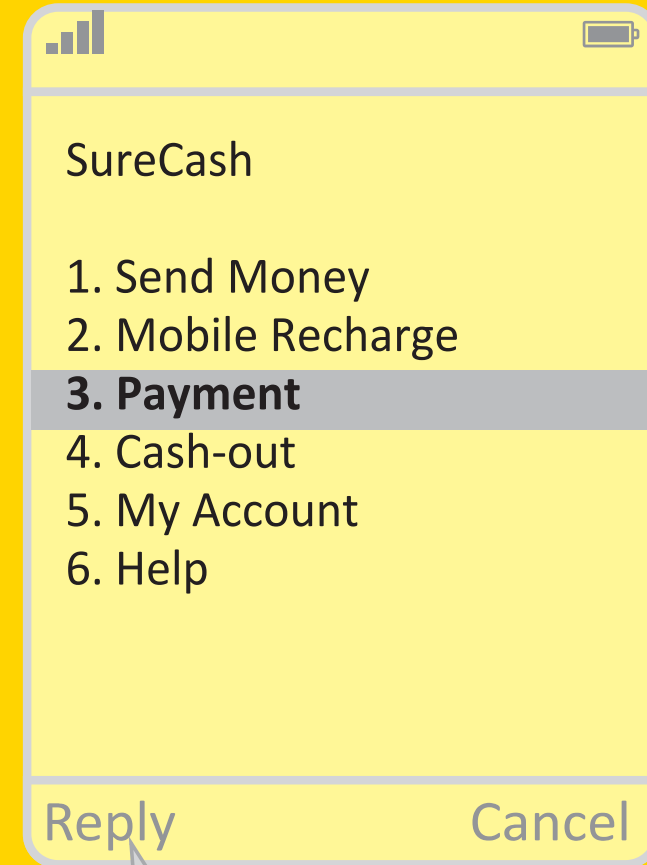 SureCash
1. Send Money
2. Mobile Recharge
3. Payment
4. Cash-out
5. My Account
6. Help
Reply
Cancel